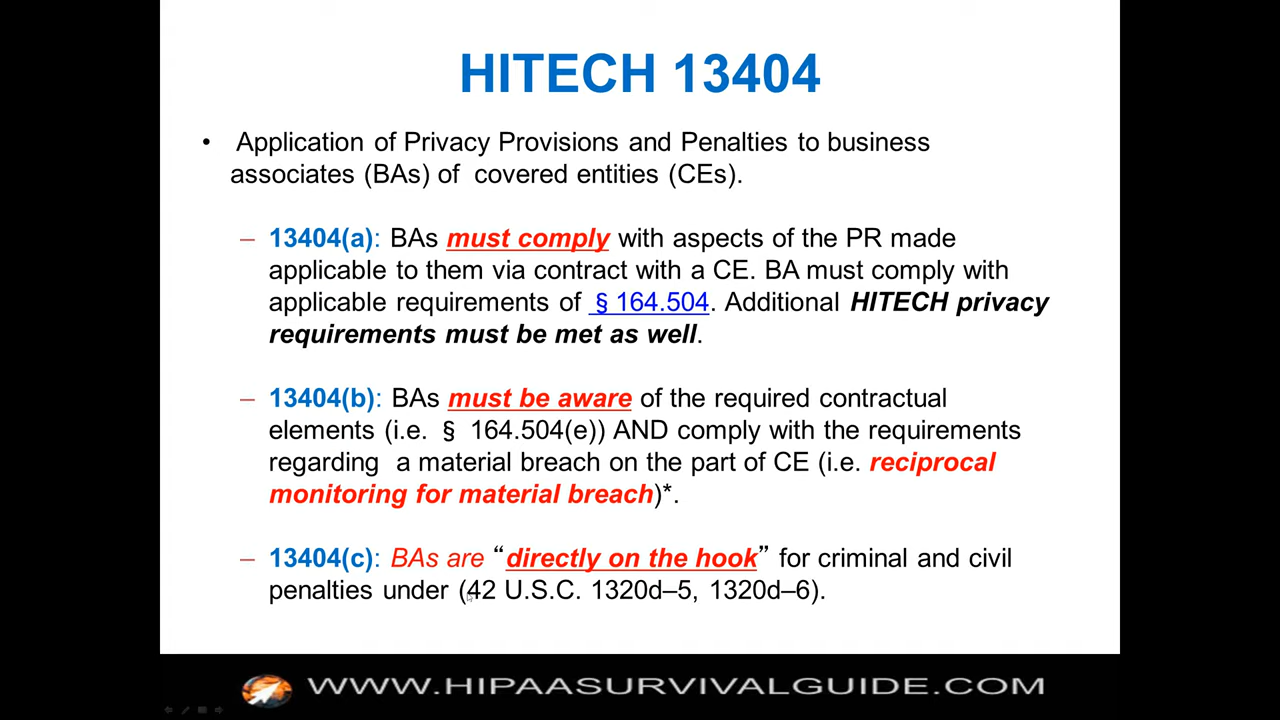 HITECH 13404
• Application of Privacy Provisions and Penalties to business
associates (BAs) of covered entities (CEs).
– 13404(a): BAs must comply with aspects of the PR made
applicable to them via contract with a CE. BA must comply with
applicable requirements of § 164.504. Additional HITECH privacy
requirements must be met as well.
– 13404(b): BAs must be aware of the required contractual
elements (i.e. § 164.504(e)) AND comply with the requirements
regarding a material breach on the part of CE (i.e. reciprocal
monitoring for material breach)*.
– 13404(c): BAs are “directly on the hook” for criminal and civil
penalties under (42 U.S.C. 1320d–5, 1320d–6).
WWW.HIPAASURVIVALGUIDE.COM